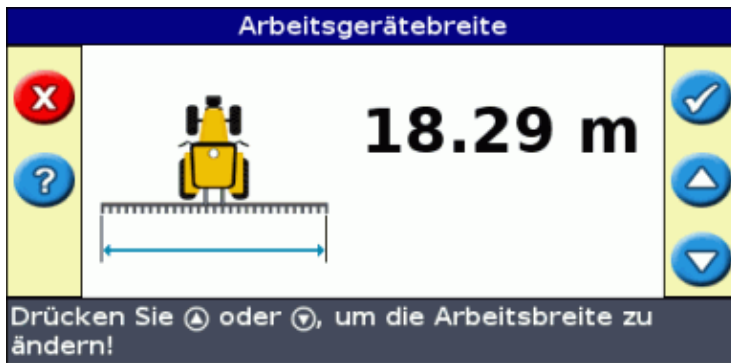 Arbeitsgerätebreite
18.29 m
Drücken Sie oder , um die Arbeitsbreite zu
ändern!